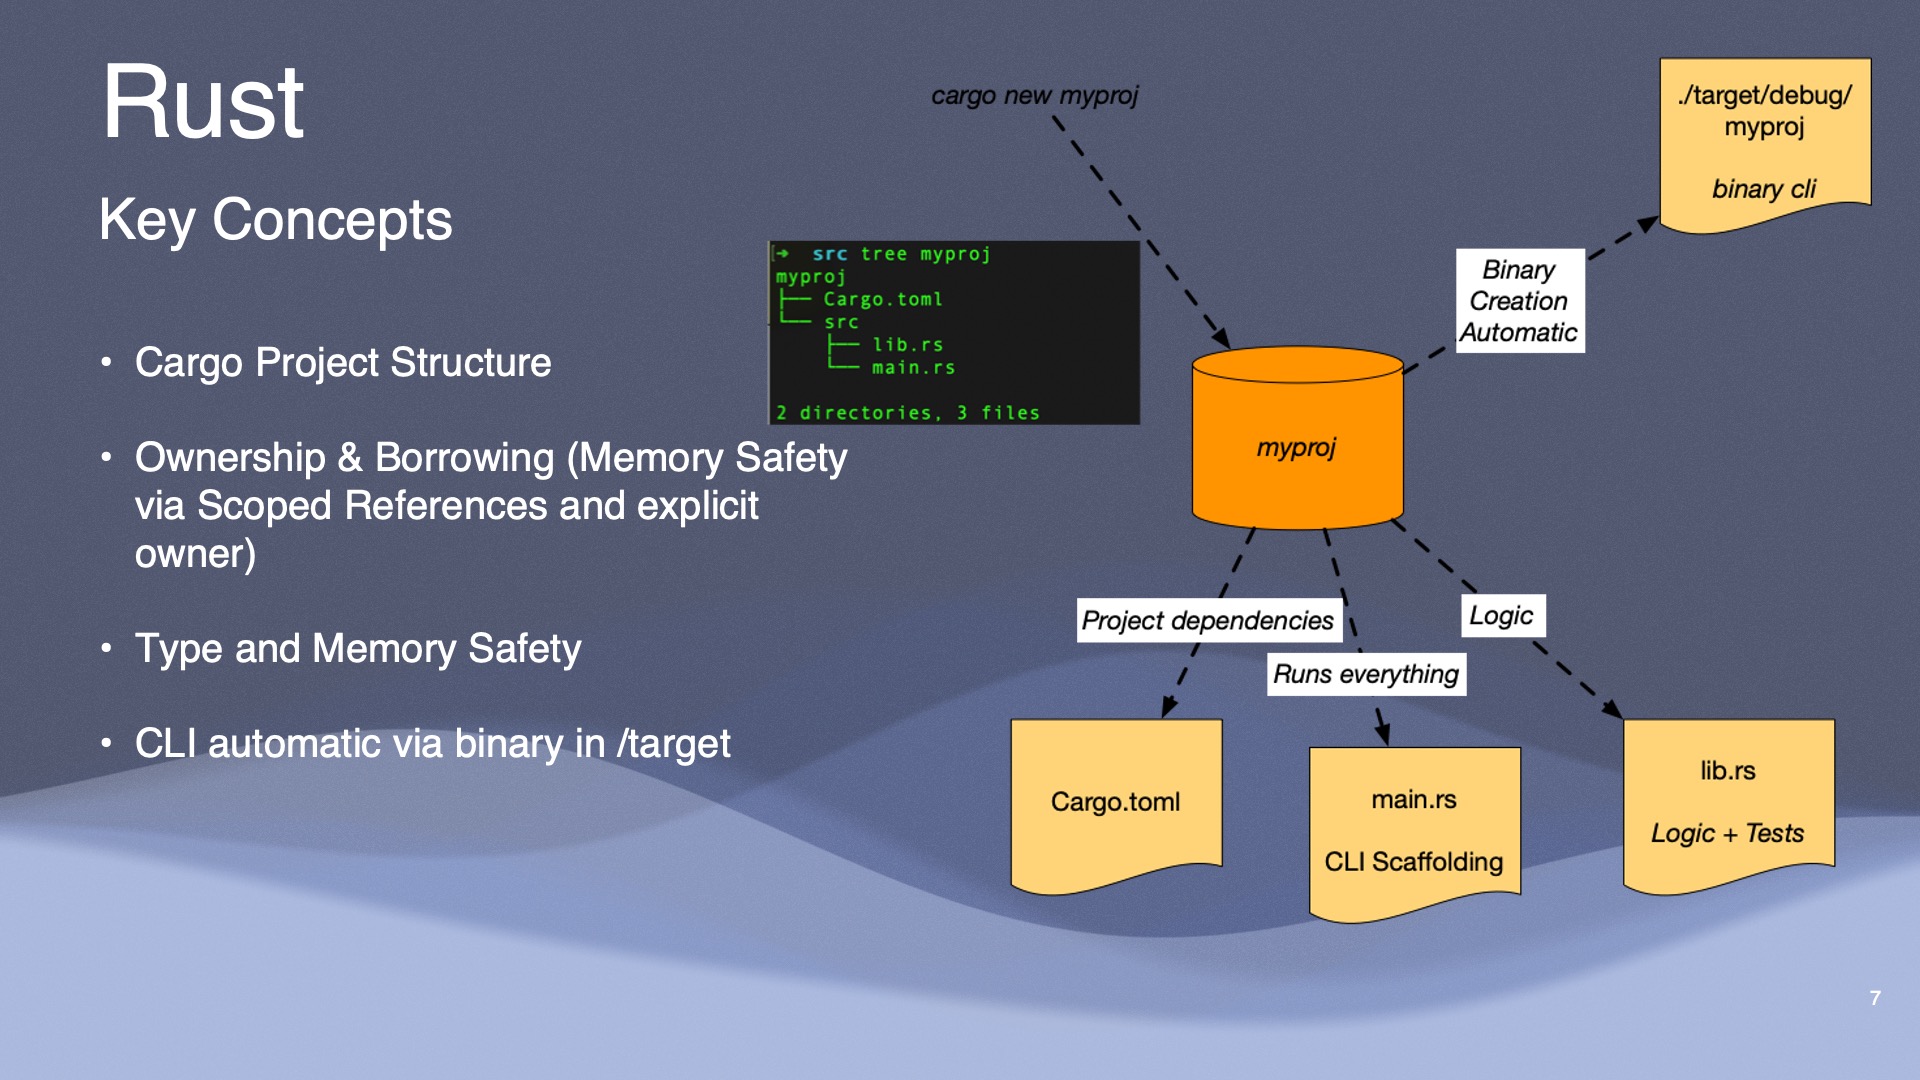 Rust
Key Concepts
• Cargo Project Structure
• Ownership & Borrowing (Memory Safety
via Scoped References and explicit
owner)
• Type and Memory Safety
• CLI automatic via binary in /target
cargo new myproj
[➜ src tree myproj
myproj
├── Cargo.toml
└── src
    ├── lib.rs
    └── main.rs
2 directories, 3 files
./target/debug/
myproj
binary cli
Binary
Creation
Automatic
myproj
Project dependencies
Runs everything
Logic
Cargo.toml
main.rs
CLI Scaffolding
lib.rs
Logic + Tests
7